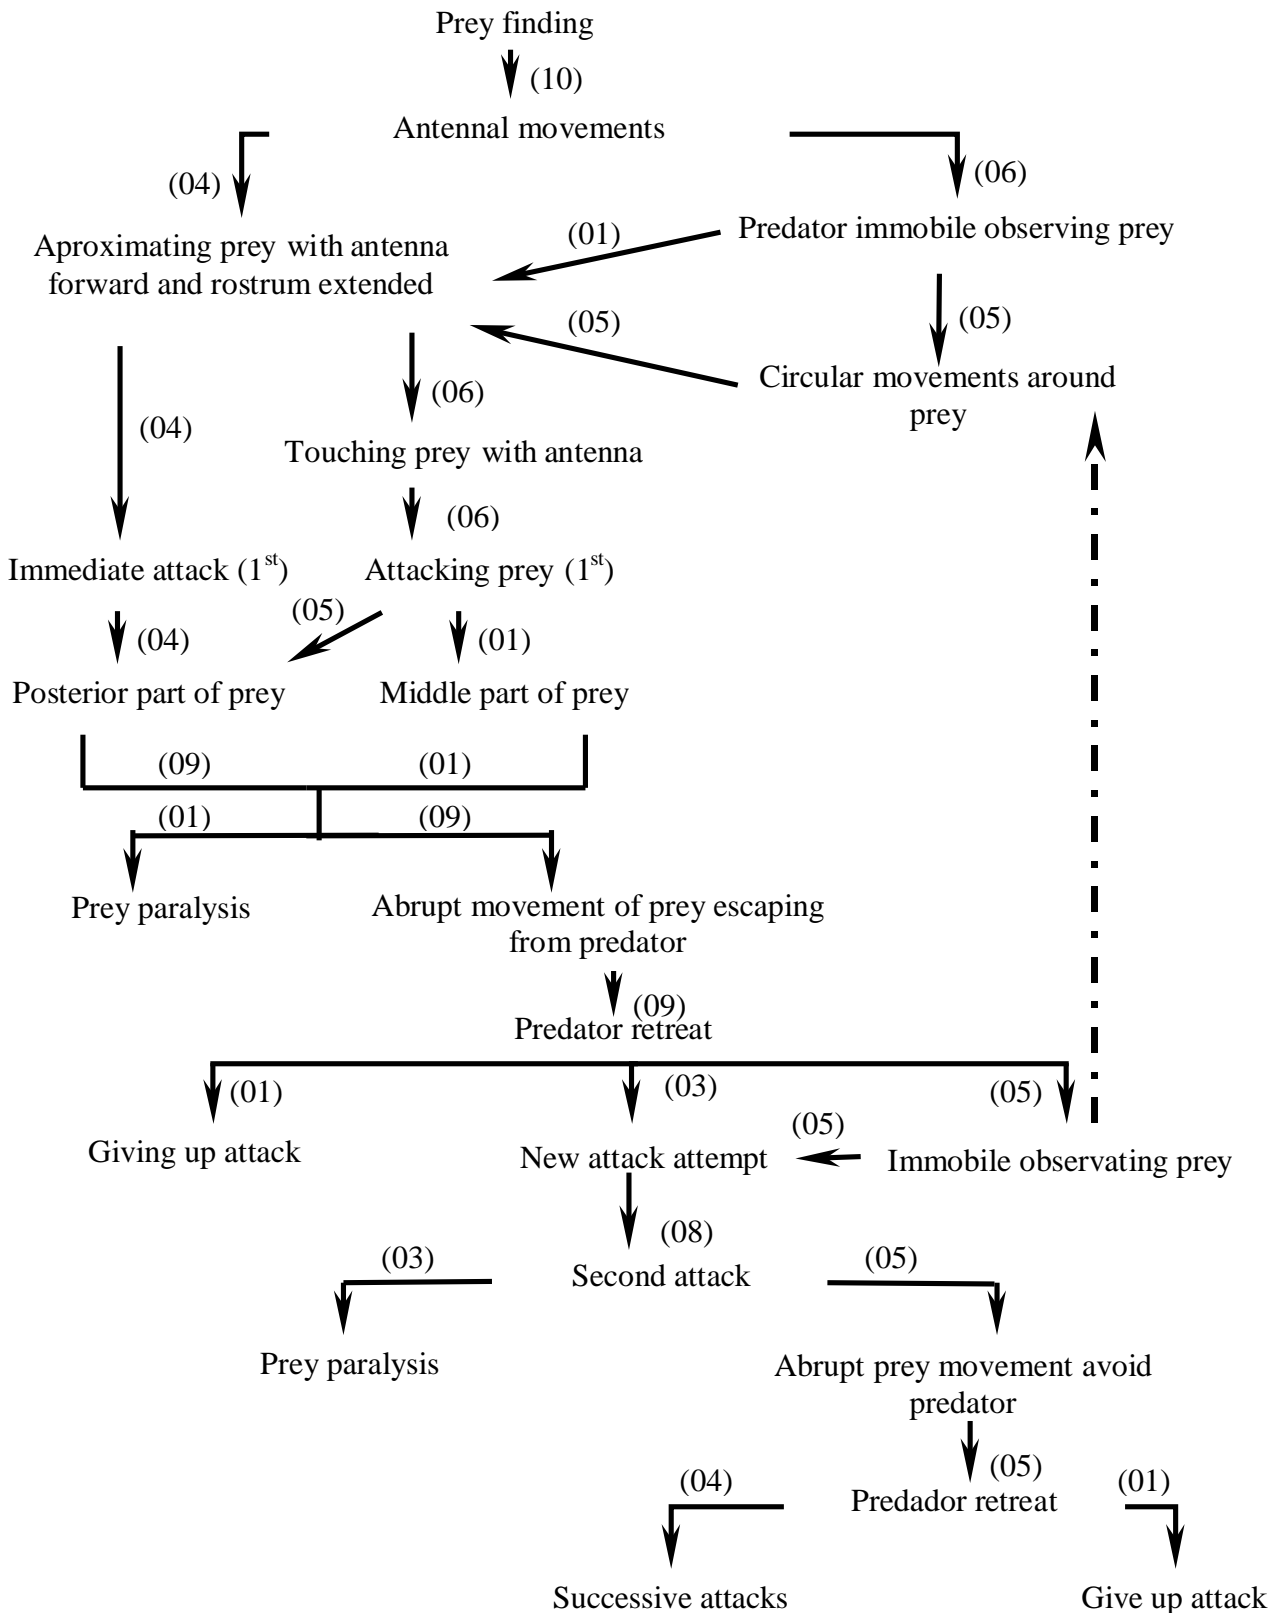 Prey finding
(10)
Antennal movements
(04)
(06)
Aproximating prey with antenna
forward and rostrum extended
(01)
Predator immobile observing prey
(05)
(05)
Circular movements around
prey
(04)
(06)
Touching prey with antenna
(06)
Immediate attack (1st)
Attacking prey (1st)
(04)
(05)
(01)
Posterior part of prey
Middle part of prey
(09)
(01)
(01)
(09)
Prey paralysis
Abrupt movement of prey escaping
from predator
(09)
Predator retreat
(01)
(03)
(05)
Giving up attack
New attack attempt
(05)
Immobile observating prey
(08)
(03)
Second attack
(05)
Prey paralysis
Abrupt prey movement avoid
predator
(05)
(04)
Predador retreat
(01)
Successive attacks
Give up attack